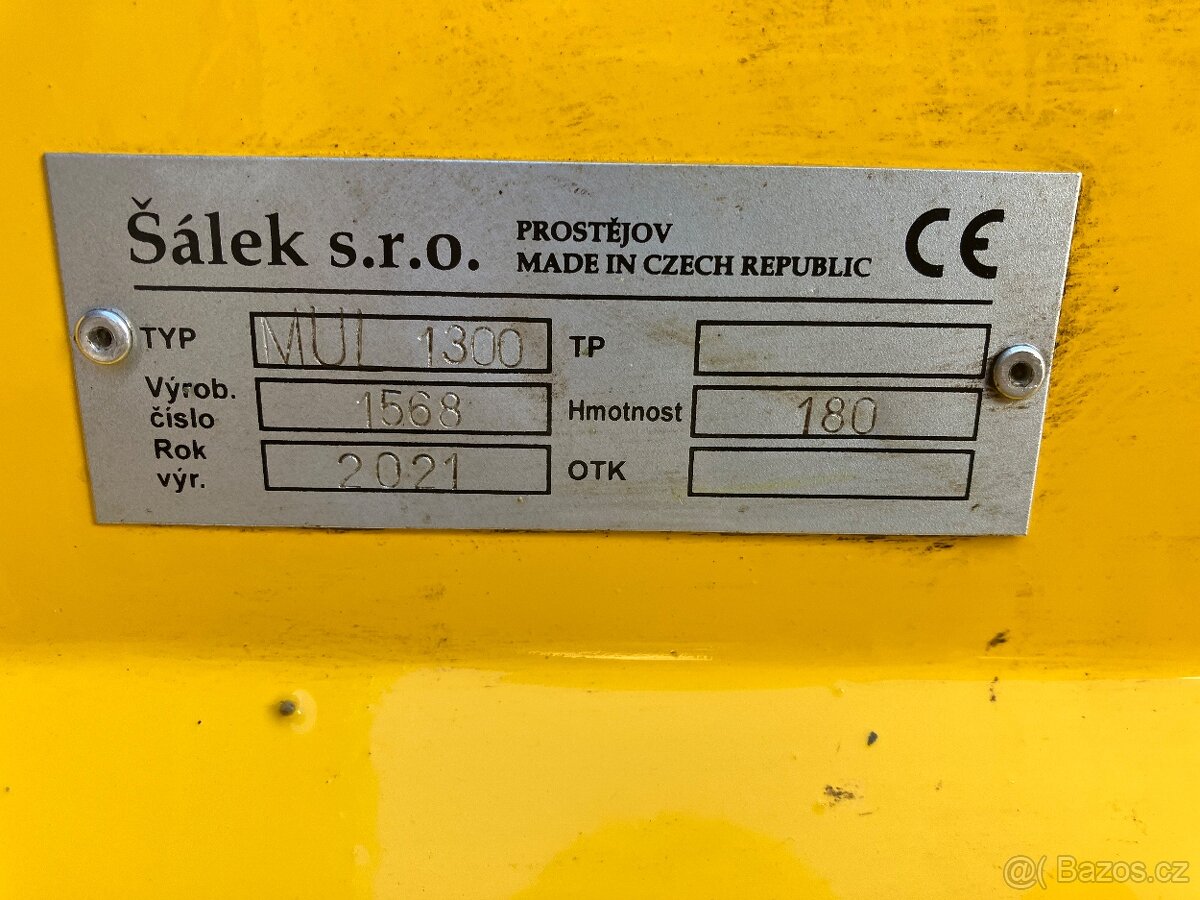 Šálek s.r.o.
PROSTĚJOV
MADE IN CZECH REPUBLIC
CE
TYP MUL 1300 TP
Výrob. číslo 1568 Hmotnost 180
Rok výr. 2021 OTK
@( Bazos.cz